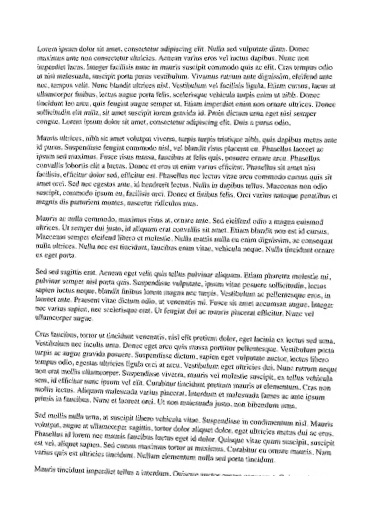 Lorem ipsum dolor sit amet, consectetur adipiscing elit. Nulla sed vulputate diam. Donec
maximus ante non consectetur ultricies. Aenean varius eros vel luctus dapibus. Nunc non
imperdiet lacus. Integer facilisis nunc in mauris suscipit commodo quis ac elit. Cras tempus odio
ut nisi malesuada, suscipit porta purus vestibulum. Vivamus rutrum ante dignissim, eleifend ante
nec, tempus velit. Nunc blandit ultrices nisl. Vestibulum vel facilisis ligula. Etiam cursus, lacus at
ullamcorper finibus, lectus augue porta felis, scelerisque vehicula turpis enim ut nibh. Donec
tincidunt leo arcu, quis feugiat augue semper ut. Etiam imperdiet enim non ornare ultrices. Donec
sollicitudin elit nulla, sit amet suscipit lorem gravida id. Proin dictum urna eget nisi semper
congue. Lorem ipsum dolor sit amet, consectetur adipiscing elit. Duis a purus odio.
Mauris ultrices, nibh sit amet volutpat viverra, turpis turpis tristique nibh, quis dapibus metus ante
id purus. Suspendisse feugiat commodo nisl, vel blandit risus placerat eu. Phasellus laoreet ac
ipsum sed maximus. Fusce risus massa, faucibus at felis quis, posuere ornare arcu. Phasellus
convallis lobortis elit a luctus. Donec et eros ut enim varius efficitur. Phasellus sit amet nisi
facilisis, efficitur dolor sed, efficitur est. Phasellus nec lectus vitae arcu commodo cursus quis sit
amet orci. Sed nec egestas ante, id hendrerit lectus. Nulla in dapibus tellus. Maecenas non odio
suscipit, commodo ipsum eu, facilisis orci. Donec et finibus felis. Orci varius natoque penatibus et
magnis dis parturient montes, nascetur ridiculus mus.
Mauris ac nulla commodo, maximus risus at, ornare ante. Sed eleifend odio a magna euismod
ultrices. Ut semper dui justo, id aliquam erat convallis sit amet. Etiam blandit non est id cursus.
Maecenas semper eleifend libero et molestie. Nulla mattis nulla eu enim dignissim, ac consequat
nulla ultrices. Nulla nec est tincidunt, faucibus enim vitae, vehicula neque. Nulla tincidunt ornare
ex eget porta.
Sed sed sagittis erat. Aenean eget velit quis tellus pulvinar aliquam. Etiam pharetra molestie mi,
pulvinar semper nisl porta quis. Suspendisse vulputate, ipsum vitae posuere sollicitudin, lectus
sapien luctus neque, blandit finibus lorem magna nec turpis. Vestibulum ac pellentesque eros, in
laoreet ante. Praesent vitae dictum odio, ut venenatis mi. Fusce sit amet accumsan augue. Integer
nec varius sapient, nec scelerisque erat. Ut feugiat dui ac mauris placerat efficitur. Nunc vel
ullamcorper augue.
Cras faucibus, tortor ut tincidunt venenatis, nisl elit pretium dolor, eget lacinia ex lectus sed urna.
Vestibulum nec iaculis urna. Donec eget arcu quis massa porttitor pellentesque. Vestibulum porta
turpis ac augue gravida posuere. Suspendisse dictum, sapien eget vulputate auctor, lectus libero
tempus odio, egestas ultricies ligula orci at arcu. Vestibulum eget ultricies dui. Nunc rutrum neque
non erat mollis ullamcorper. Suspendisse viverra, mauris vel molestie suscipit, ex tellus vehicula
sem, id efficitur nunc ipsum vel elit. Curabitur tincidunt pretium mauris at elementum. Cras non
mollis lectus. Aliquam malesuada varius placerat. Interdum et malesuada fames ac ante ipsum
primis in faucibus. Nunc et laoreet orci. Ut non malesuada justo, non bibendum urna.
Sed mollis nulla urna, at suscipit libero vehicula vitae. Suspendisse in condimentum nisl. Mauris
volutpat, augue at ullamcorper sagittis, tortor dolor aliquet dolor, eget ultricies metus dui ac eros.
Phasellus id lorem nec mauris faucibus luctus eget id dolor. Quisque vitae quam suscipit, suscipit
est vel, aliquet sapien. Sed cursus maximus tortor at maximus. Curabitur eu ornare mauris. Nam
varius quis est ultricies tincidunt. Nullam elementum nulla sed porta tincidunt.
Mauris tincidunt imperdiet tellus a interdum. Quisque auctor